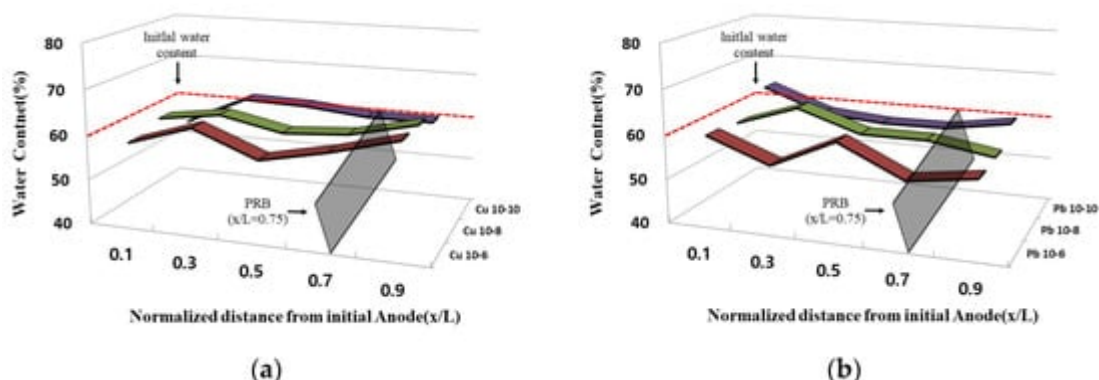 80
70
60
50
40
Water Contnet(%)
Initlal water
content
PRB
(x/L=0.75)
Cu 10-10
Cu 10-8
Cu 10-6
0.1
0.3
0.5
0.7
0.9
Normalized distance from initial Anode(x/L)
(a)
80
70
60
50
40
Water Contnet(%)
Initlal water
content
PRB
(x/L=0.75)
Pb 10-10
Pb 10-8
Pb 10-6
0.1
0.3
0.5
0.7
0.9
Normalized distance from initial Anode(x/L)
(b)